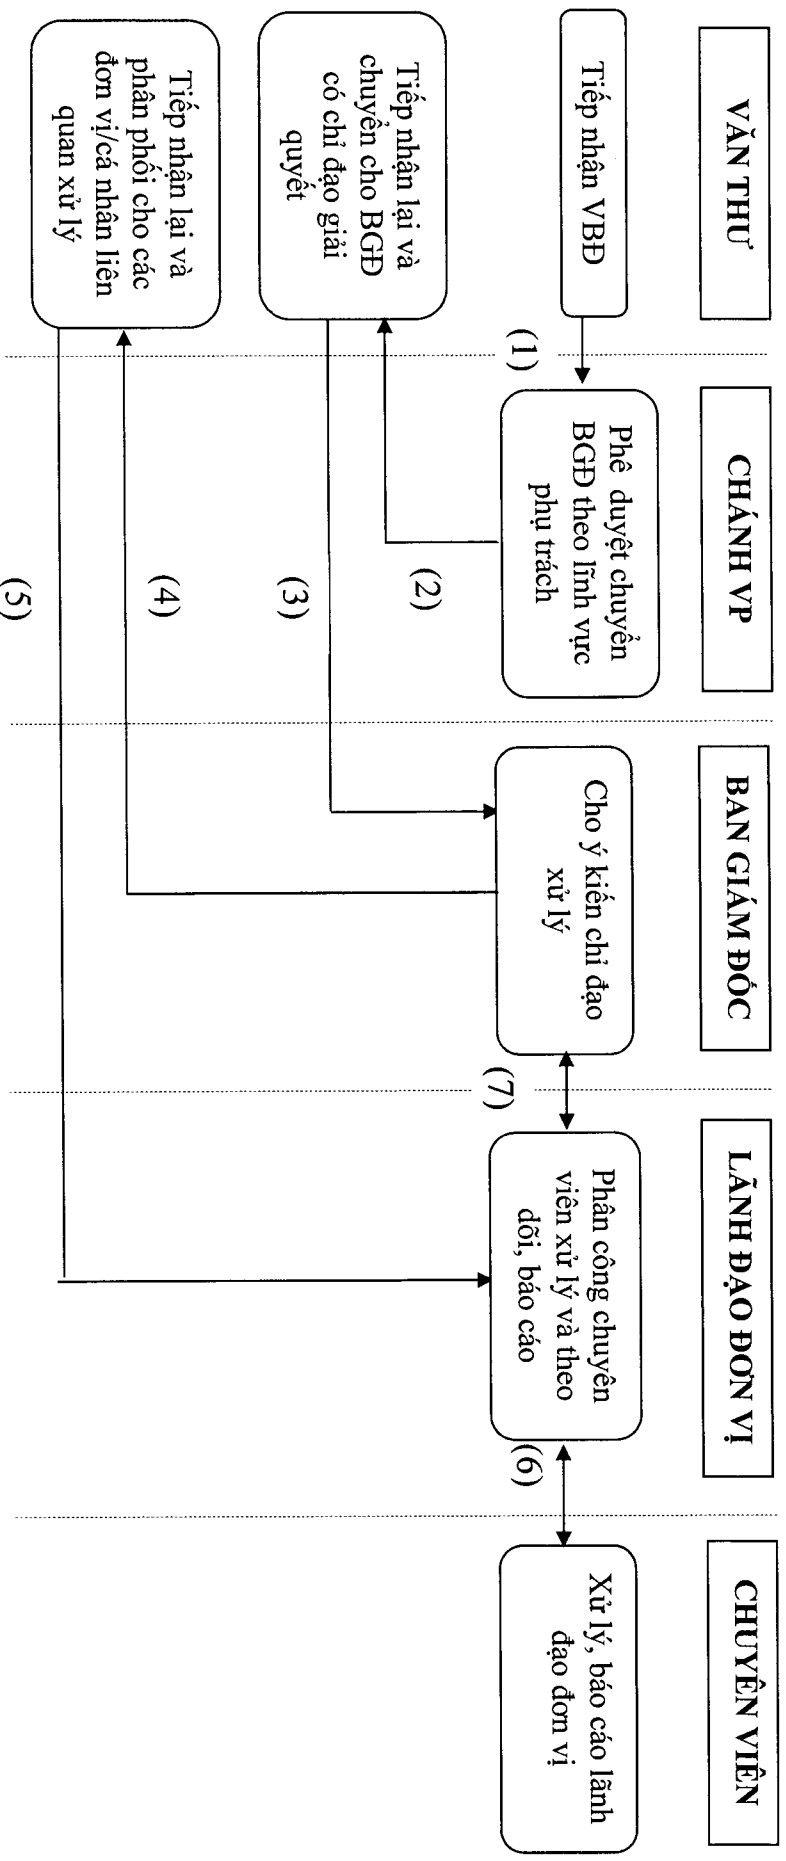 VĂN THƯ
CHÁNH VP
BAN GIÁM ĐỐC
LÃNH ĐẠO ĐƠN VỊ
CHUYÊN VIÊN
Tiếp nhận VBĐ
(1)
Phê duyệt chuyển
BGĐ theo lĩnh vực
phụ trách
Cho ý kiến chỉ đạo
xử lý
(7)
Phân công chuyên
viên xử lý và theo
dõi, báo cáo
(6)
Xử lý, báo cáo lãnh
đạo đơn vị
Tiếp nhận lại và
chuyển cho BGĐ
có chỉ đạo giải
quyết
(2)
(3)
Tiếp nhận lại và
phân phối cho các
đơn vị/cá nhân liên
quan xử lý
(4)
(5)